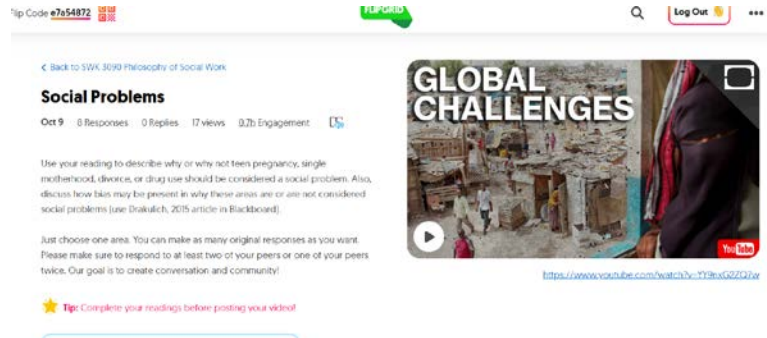 Flip Code e7a54872
FLIPGRID
Log Out
Back to SWK 3090 Philosophy of Social Work
Social Problems
Oct 9 8 Responses 0 Replies 17 views Engagement
Use your reading to describe why or why not teen pregnancy, single
motherhood, divorce, or drug use should be considered a social problem. Also,
discuss how bias may be present in why these areas are or are not considered
social problems (use Drakulich, 2015 article in Blackboard).
Just choose one area. You can make as many original responses as you want.
Please make sure to respond to at least two of your peers or one of your peers
twice. Our goal is to create conversation and community!
Tip: Complete your readings before posting your video!
GLOBAL
CHALLENGES
YouTube
https://www.youtube.com/watch?v=YY9nxG2ZQ7w